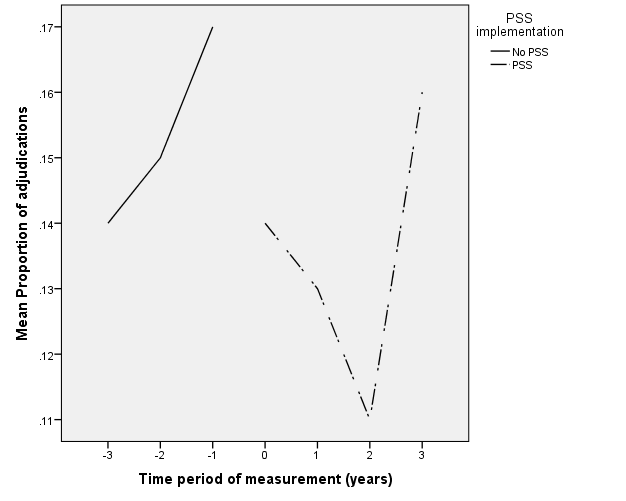 PSS
implementation
No PSS
PSS
.17
.16
.15
.14
.13
.12
.11
Mean Proportion of adjudications
-3 -2 -1 0 1 2 3
Time period of measurement (years)